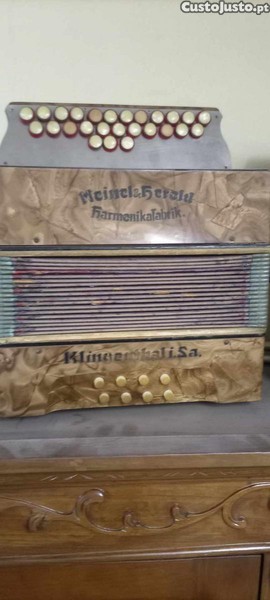 CustoJusto.pt
Meinel & Herold
Harmonikafabrik.
Klingenthal i. Sa.